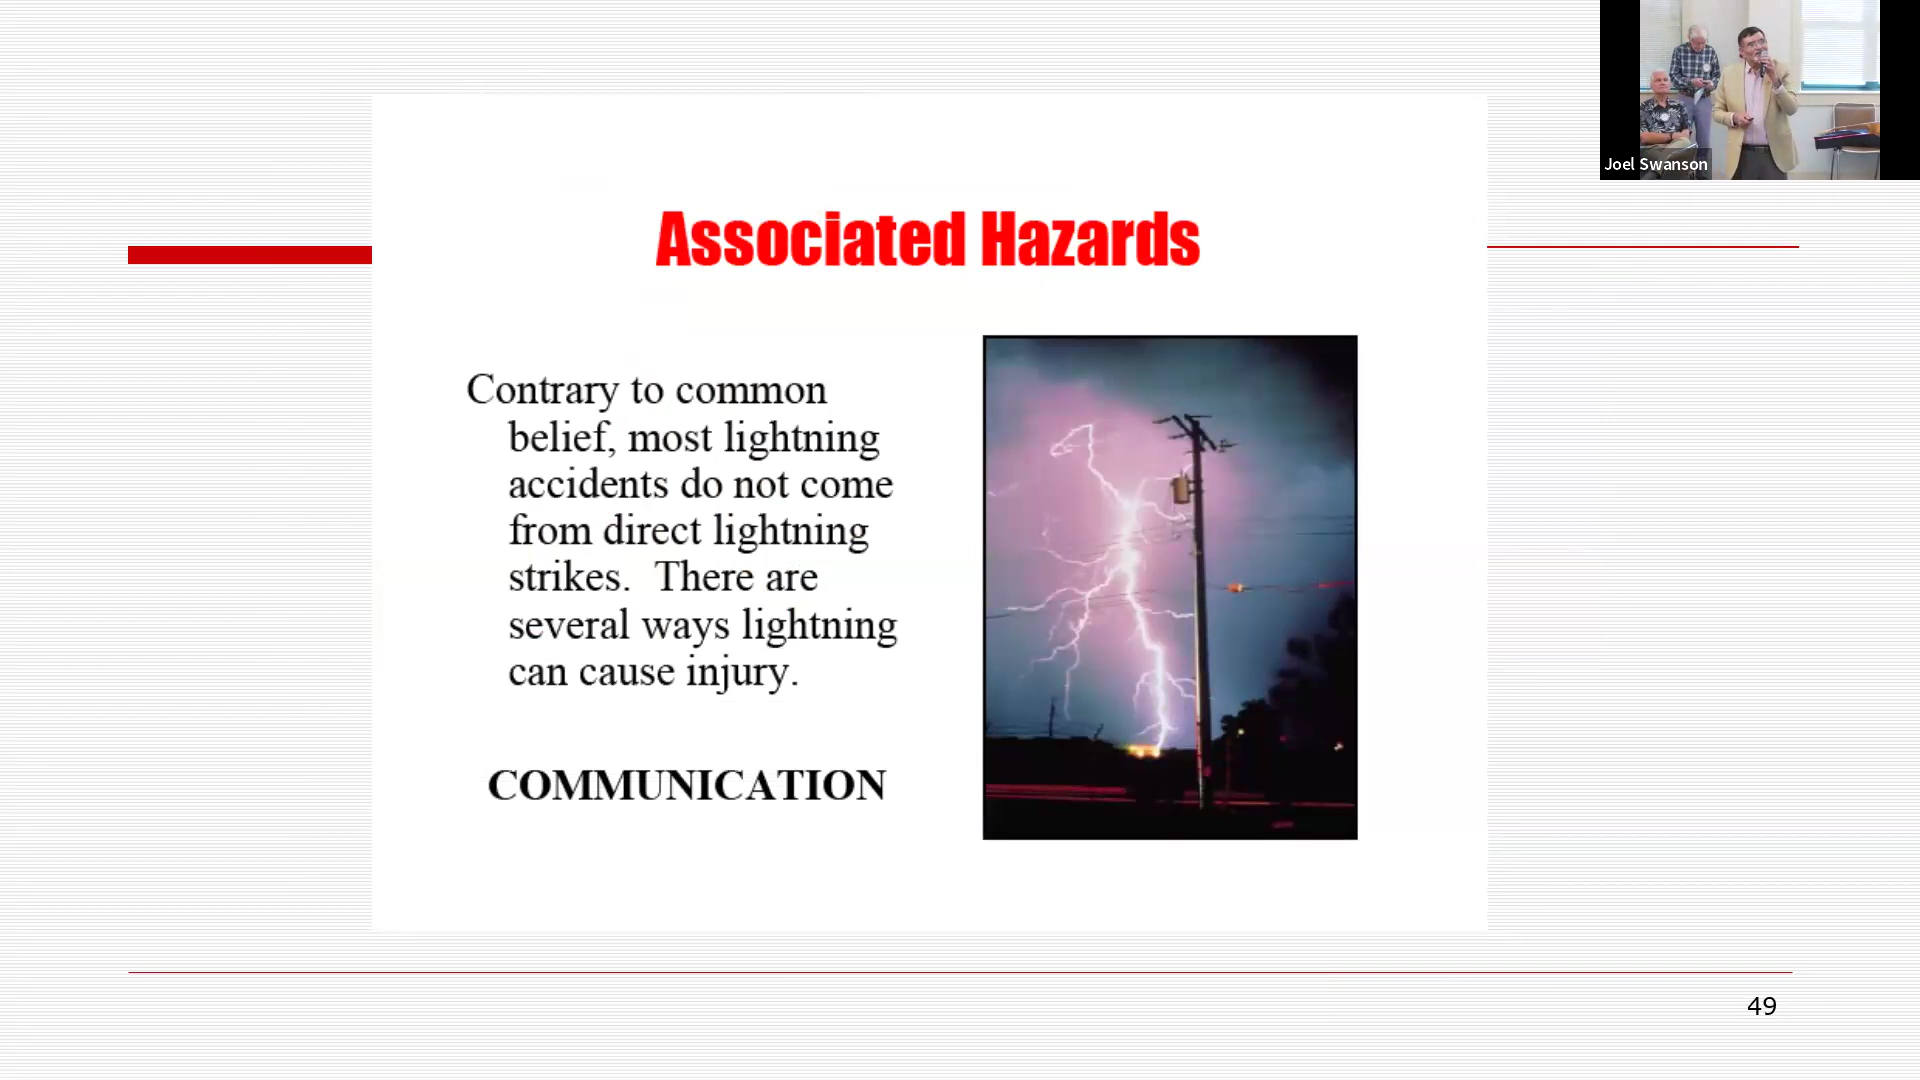 Joel Swanson
Associated Hazards
Contrary to common
belief, most lightning
accidents do not come
from direct lightning
strikes.  There are
several ways lightning
can cause injury.
COMMUNICATION
49